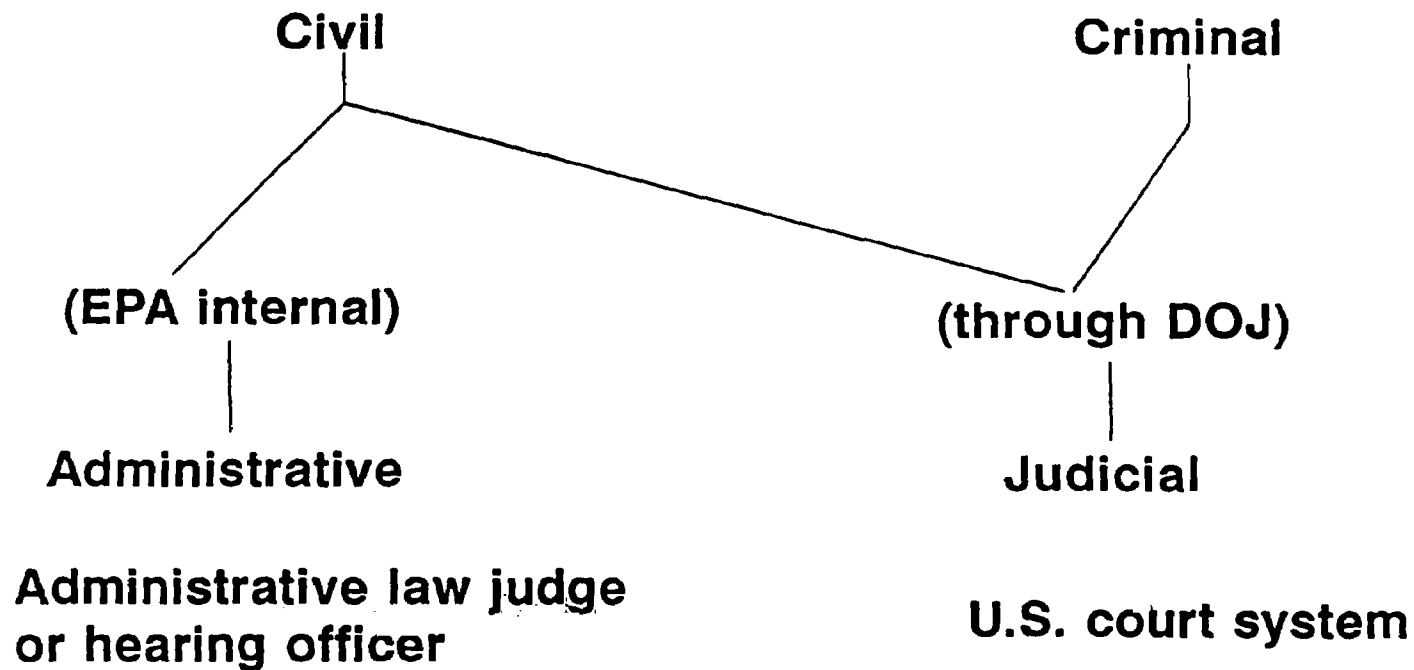 Civil
Criminal
(EPA internal)
(through DOJ)
Administrative
Judicial
Administrative law judge
or hearing officer
U.S. court system